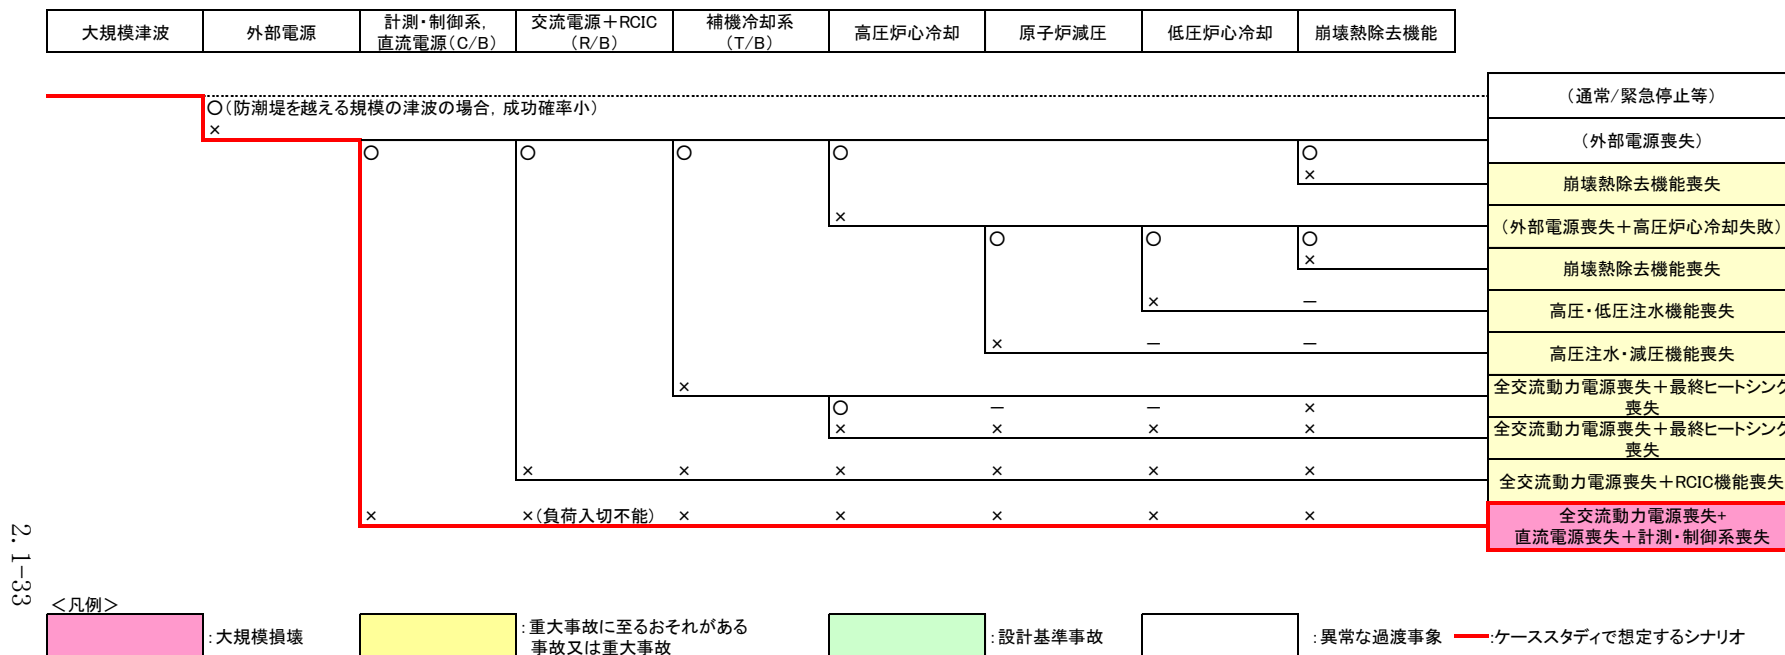 大規模津波
外部電源
計測・制御系,
直流電源(C/B)
交流電源＋RCIC
(R/B)
補機冷却系
(T/B)
高圧炉心冷却
原子炉減圧
低圧炉心冷却
崩壊熱除去機能
○(防潮堤を越える規模の津波の場合, 成功確率小)
(通常/緊急停止等)
×
(外部電源喪失)
○ ○ ○ ○ ○
×
崩壊熱除去機能喪失
×
(外部電源喪失＋高圧炉心冷却失敗)
○ ○ ○
×
崩壊熱除去機能喪失
× －
高圧・低圧注水機能喪失
× － －
高圧注水・減圧機能喪失
×
全交流動力電源喪失＋最終ヒートシンク
喪失
○ － － ×
× × × ×
全交流動力電源喪失＋最終ヒートシンク
喪失
× × × × × ×
全交流動力電源喪失＋RCIC機能喪失
× ×(負荷入切不能) × × × × ×
全交流動力電源喪失+
直流電源喪失＋計測・制御系喪失
2.1-33
＜凡例＞
:大規模損壊
:重大事故に至るおそれがある
事故又は重大事故
:設計基準事故
:異常な過渡事象
:ケーススタディで想定するシナリオ